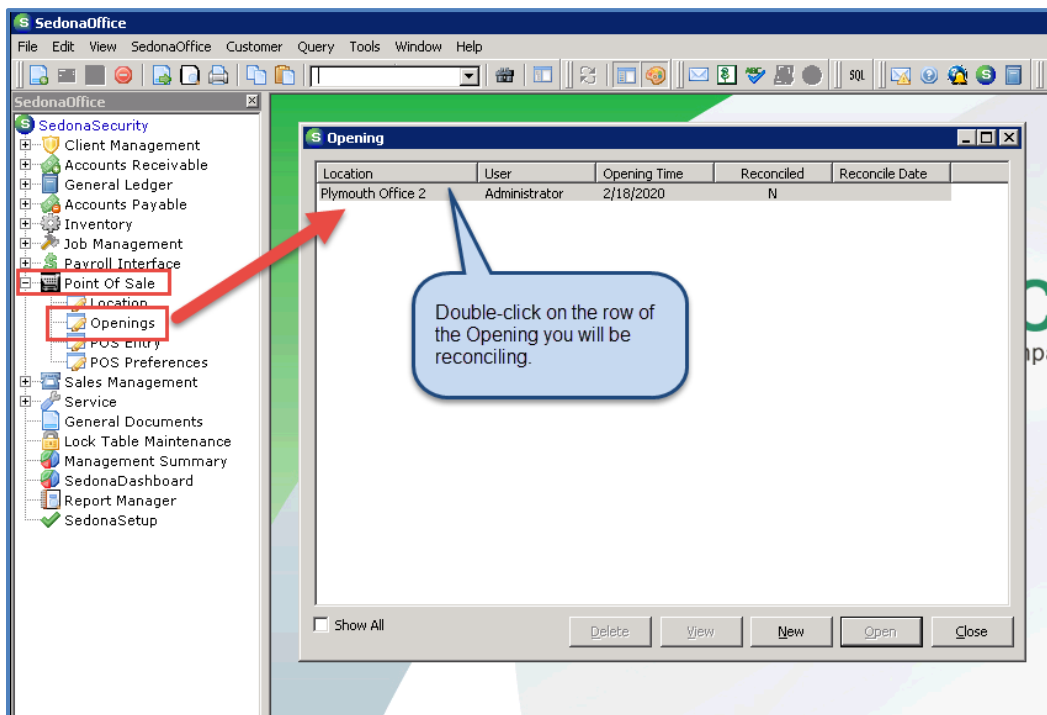 SedonaOffice
File Edit View SedonaOffice Customer Query Tools Window Help
SQL
SedonaOffice
SedonaSecurity
Client Management
Accounts Receivable
General Ledger
Accounts Payable
Inventory
Job Management
Payroll Interface
Point Of Sale
Location
Openings
POS Entry
POS Preferences
Sales Management
Service
General Documents
Lock Table Maintenance
Management Summary
SedonaDashboard
Report Manager
SedonaSetup
Opening
Location User Opening Time Reconciled Reconcile Date
Plymouth Office 2 Administrator 2/18/2020 N
Double-click on the row of
the Opening you will be
reconciling.
Show All Delete View New Open Close